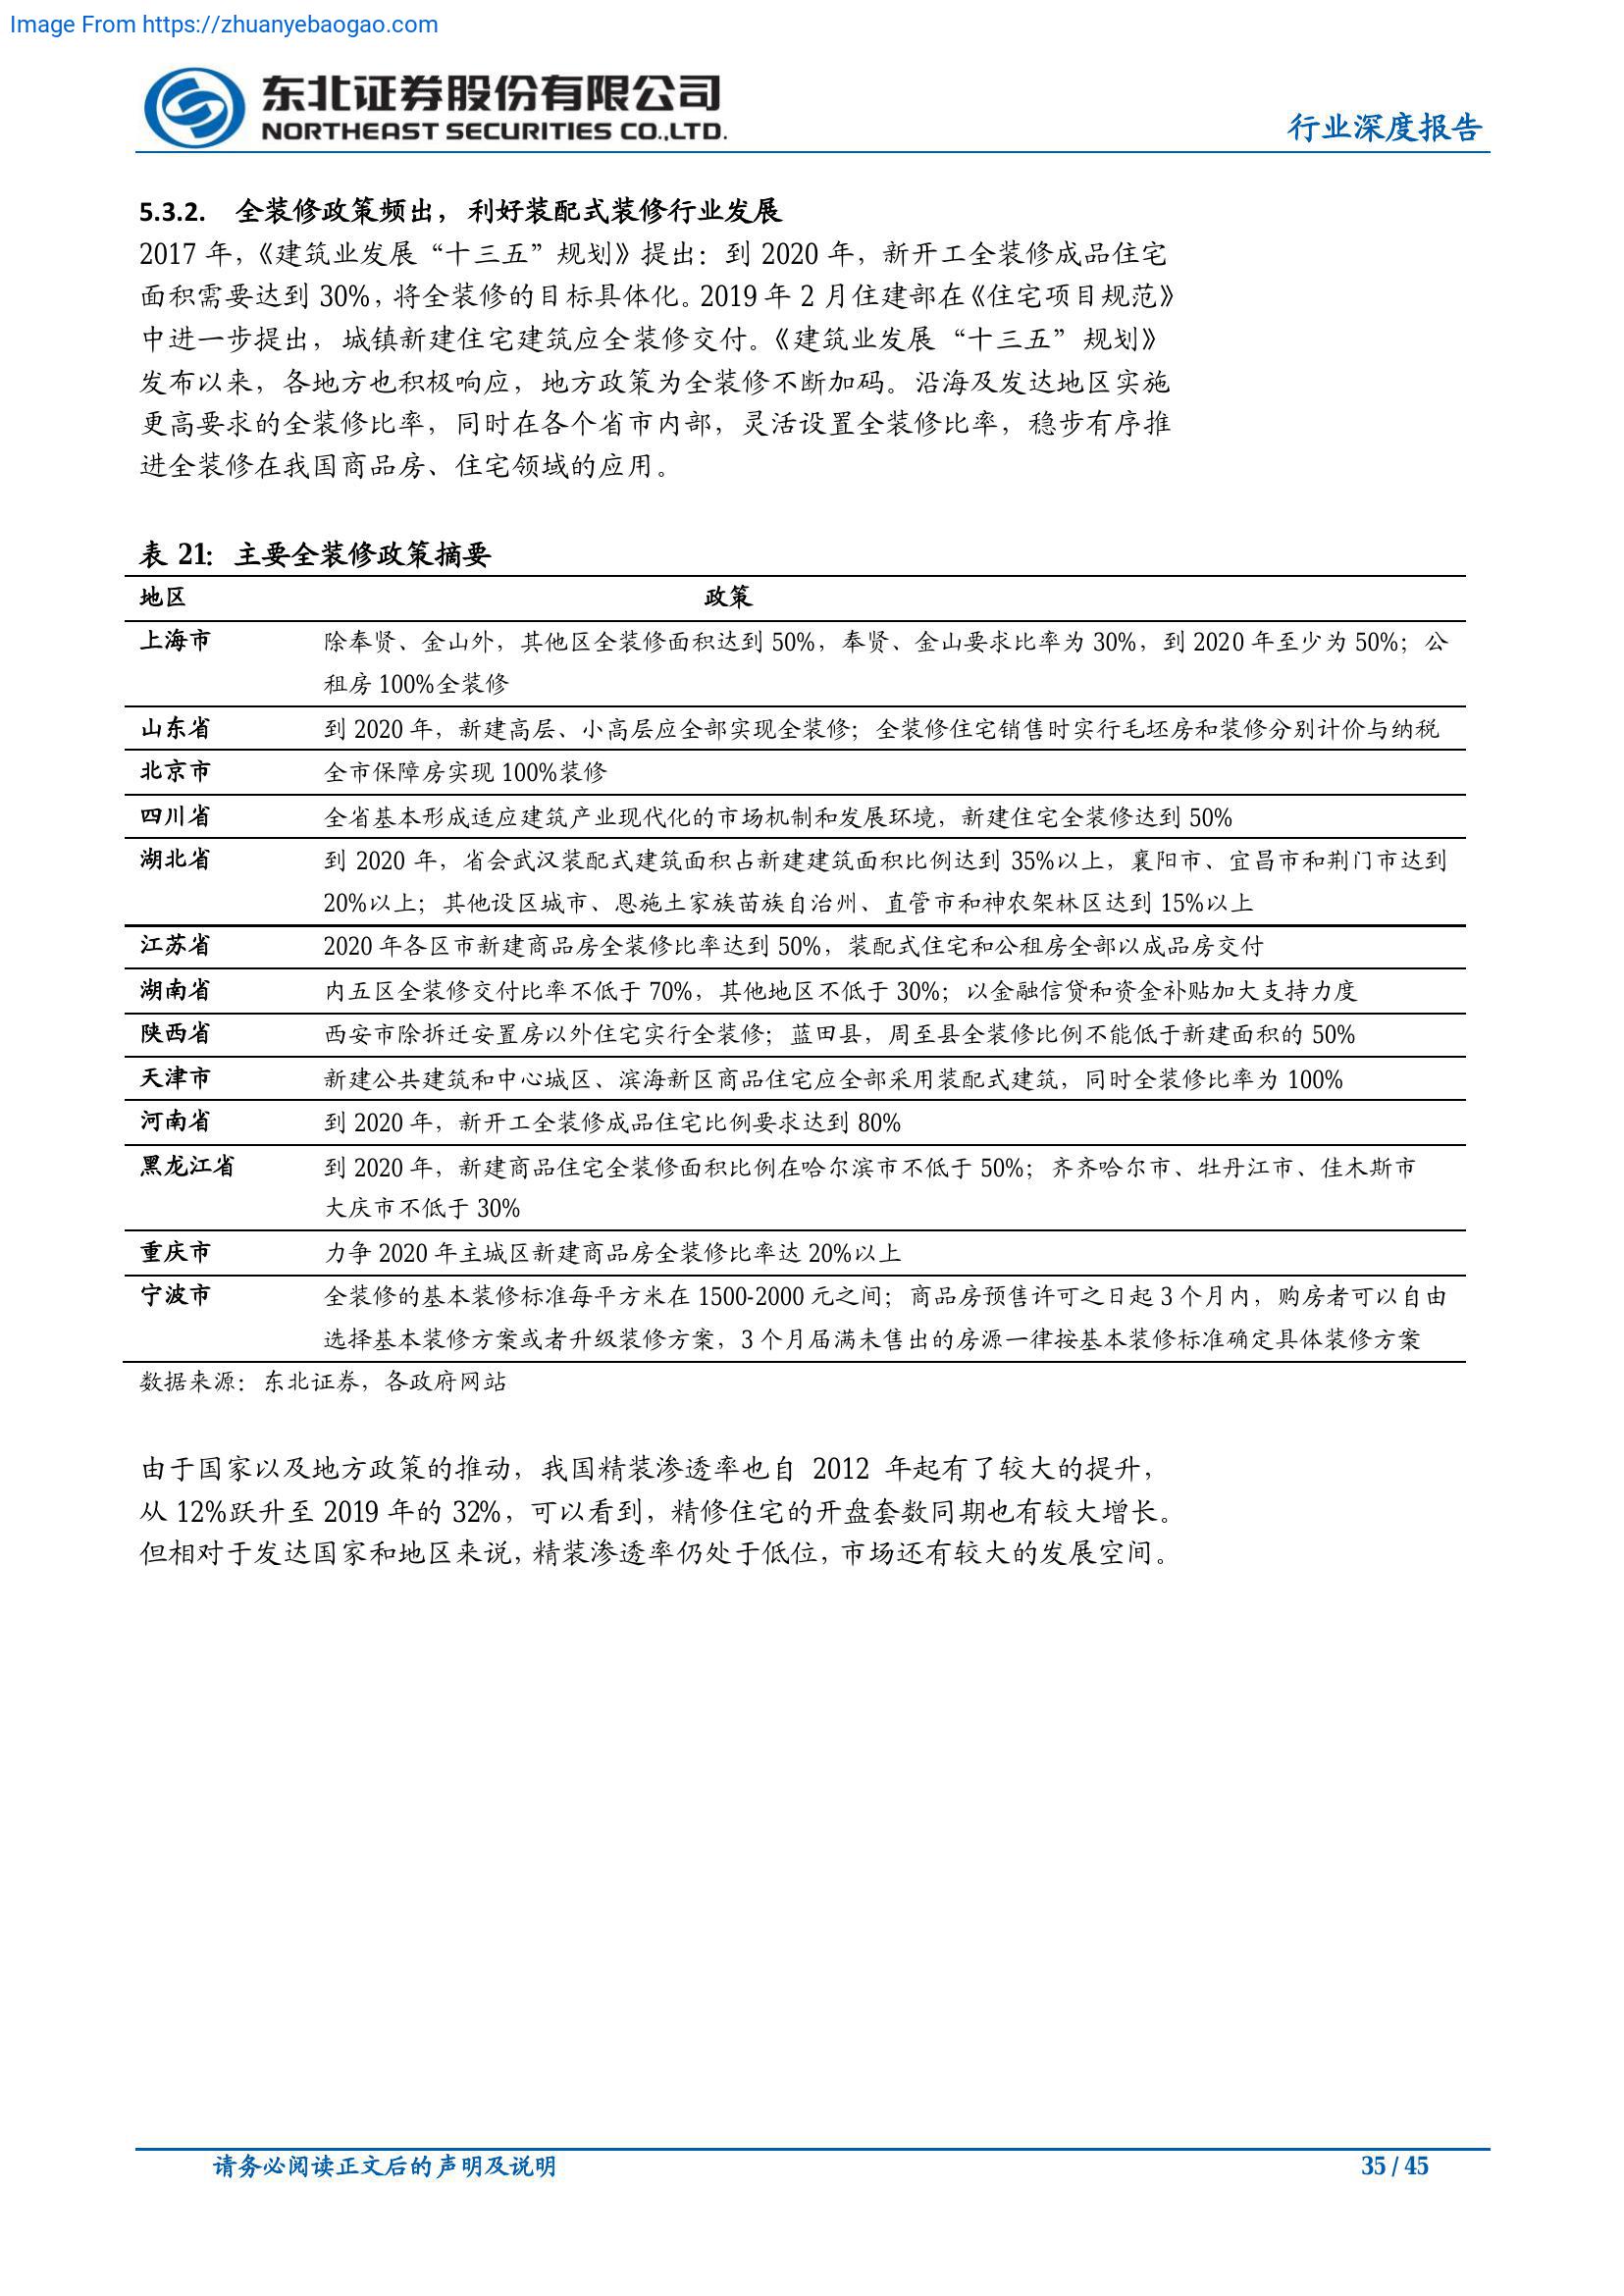 Image From https://zhuanyebaogao.com
东北证券股份有限公司
NORTHEAST SECURITIES CO.,LTD.
行业深度报告
5.3.2. 全装修政策频出，利好装配式装修行业发展
2017 年，《建筑业发展“十三五”规划》提出：到 2020 年，新开工全装修成品住宅
面积需要达到 30%，将全装修的目标具体化。2019 年 2 月住建部在《住宅项目规范》
中进一步提出，城镇新建住宅建筑应全装修交付。《建筑业发展“十三五”规划》
发布以来，各地方也积极响应，地方政策为全装修不断加码。沿海及发达地区实施
更高要求的全装修比率，同时在各个省市内部，灵活设置全装修比率，稳步有序推
进全装修在我国商品房、住宅领域的应用。
表 21：主要全装修政策摘要
地区 政策
上海市 除奉贤、金山外，其他区全装修面积达到 50%，奉贤、金山要求比率为 30%，到 2020 年至少为 50%；公
租房 100%全装修
山东省 到 2020 年，新建高层、小高层应全部实现全装修；全装修住宅销售时实行毛坯房和装修分别计价与纳税
北京市 全市保障房实现 100%装修
四川省 全省基本形成适应建筑产业现代化的市场机制和发展环境，新建住宅全装修达到 50%
湖北省 到 2020 年，省会武汉装配式建筑面积占新建建筑面积比例达到 35%以上，襄阳市、宜昌市和荆门市达到
20%以上；其他设区城市、恩施土家族苗族自治州、直管市和神农架林区达到 15%以上
江苏省 2020 年各区市新建商品房全装修比率达到 50%，装配式住宅和公租房全部以成品房交付
湖南省 内五区全装修交付比率不低于 70%，其他地区不低于 30%；以金融信贷和资金补贴加大支持力度
陕西省 西安市除拆迁安置房以外住宅实行全装修；蓝田县，周至县全装修比例不能低于新建面积的 50%
天津市 新建公共建筑和中心城区、滨海新区商品住宅应全部采用装配式建筑，同时全装修比率为 100%
河南省 到 2020 年，新开工全装修成品住宅比例要求达到 80%
黑龙江省 到 2020 年，新建商品住宅全装修面积比例在哈尔滨市不低于 50%；齐齐哈尔市、牡丹江市、佳木斯市
大庆市不低于 30%
重庆市 力争 2020 年主城区新建商品房全装修比率达 20%以上
宁波市 全装修的基本装修标准每平方米在 1500-2000 元之间；商品房预售许可之日起 3 个月内，购房者可以自由
选择基本装修方案或者升级装修方案，3 个月届满未售出的房源一律按基本装修标准确定具体装修方案
数据来源：东北证券，各政府网站
由于国家以及地方政策的推动，我国精装渗透率也自 2012 年起有了较大的提升，
从 12%跃升至 2019 年的 32%，可以看到，精修住宅的开盘套数同期也有较大增长。
但相对于发达国家和地区来说，精装渗透率仍处于低位，市场还有较大的发展空间。
请务必阅读正文后的声明及说明 35 / 45